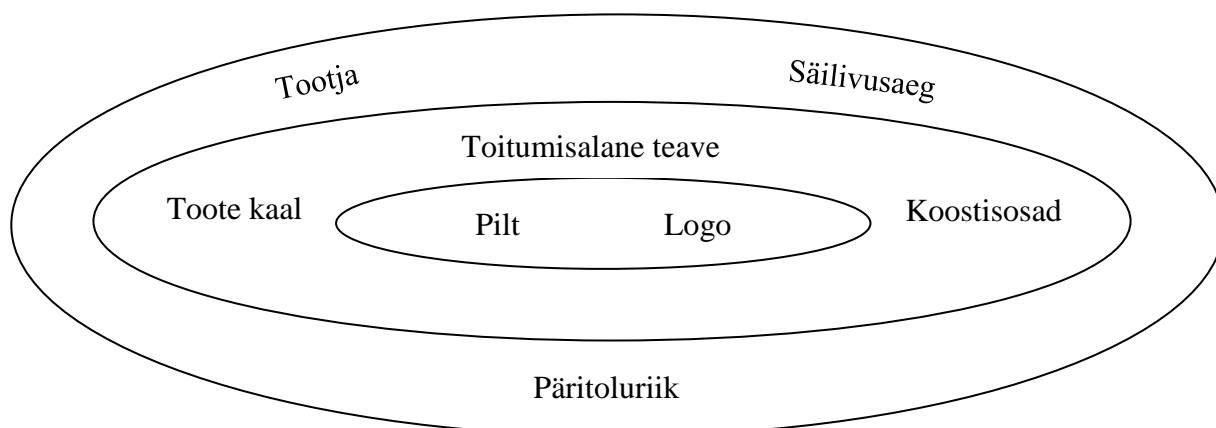 Tootja
Säilivusaeg
Toitumisalane teave
Toote kaal
Pilt
Logo
Koostisosad
Päritoluriik